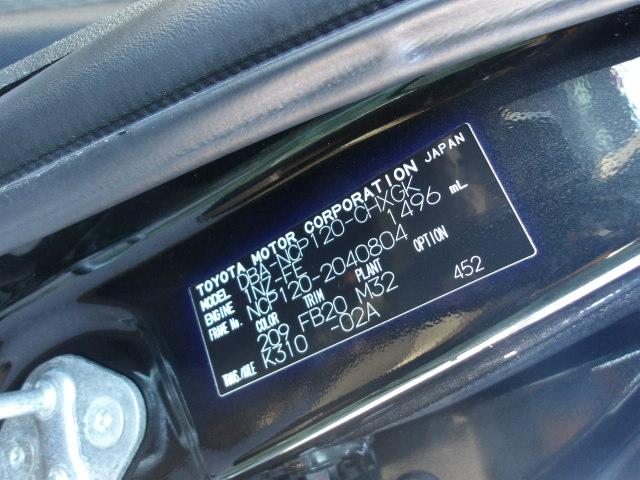 TOYOTA MOTOR CORPORATION JAPAN
MODEL DBA-NCP120-CHXGK
ENGINE 1NZ-FE 1496 mL
FRAME No. NCP120-2040804
COLOR TRIM PLANT OPTION
209 FB20 M32 452
TRANS/AXLE K310 -02A